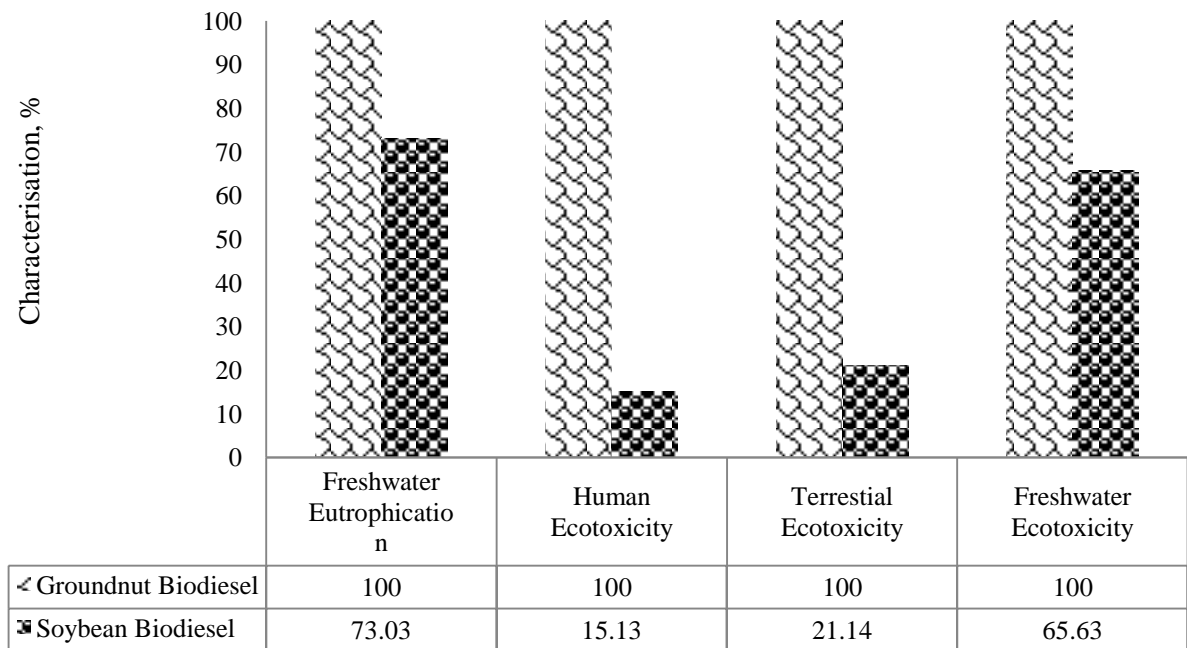 Characterisation, %
100
90
80
70
60
50
40
30
20
10
0
Freshwater
Eutrophicatio
n
Human
Ecotoxicity
Terrestial
Ecotoxicity
Freshwater
Ecotoxicity
Groundnut Biodiesel 100 100 100 100
Soybean Biodiesel 73.03 15.13 21.14 65.63